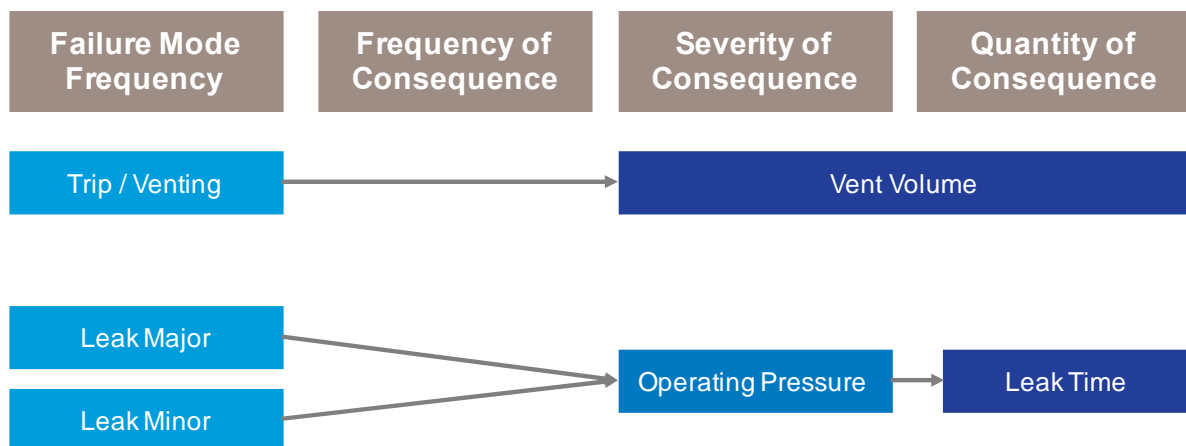 Failure Mode
Frequency
Frequency of
Consequence
Severity of
Consequence
Quantity of
Consequence
Trip / Venting
Vent Volume
Leak Major
Leak Minor
Operating Pressure
Leak Time